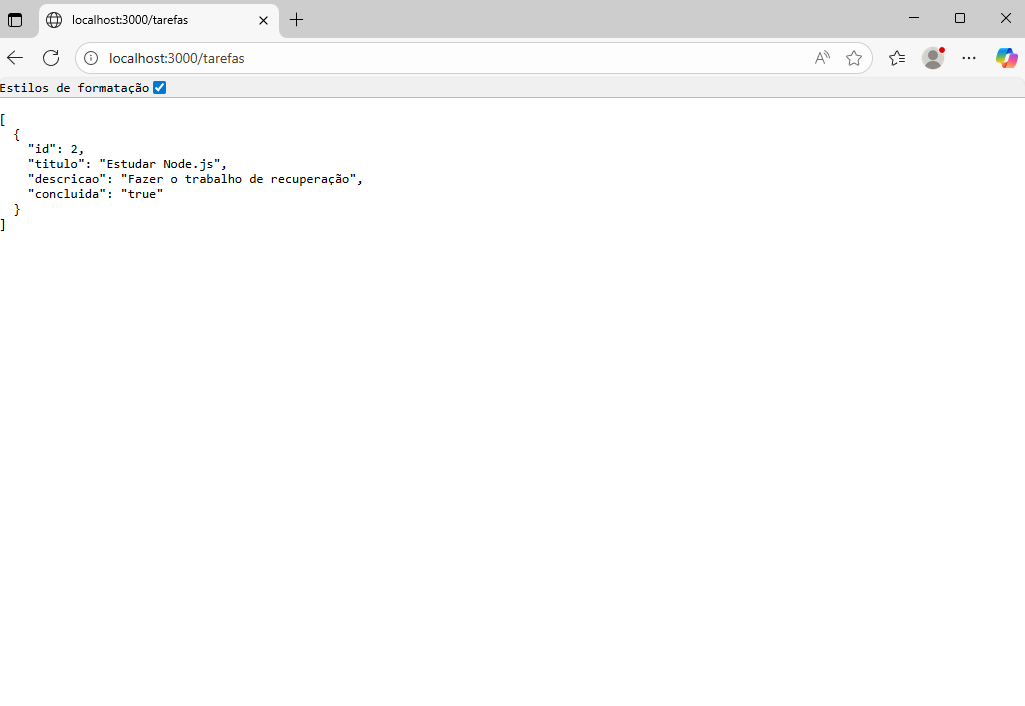 localhost:3000/tarefas
localhost:3000/tarefas
Estilos de formatação
[
  {
    "id": 2,
    "titulo": "Estudar Node.js",
    "descricao": "Fazer o trabalho de recuperação",
    "concluida": "true"
  }
]